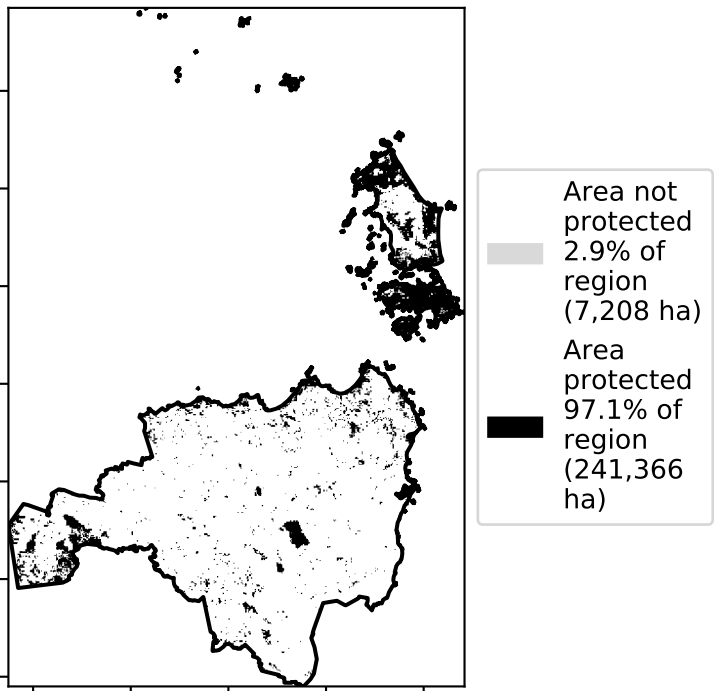 Area not
protected
2.9% of
region
(7,208 ha)
Area
protected
97.1% of
region
(241,366
ha)